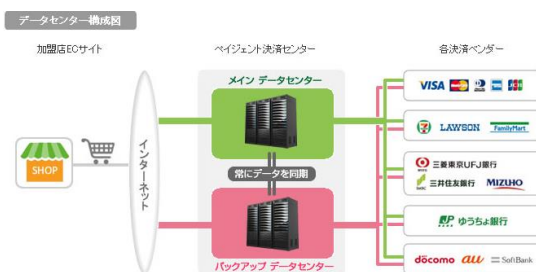 データセンター構成図
加盟店ECサイト
ペイジェント決済センター
各決済ベンダー
メイン データセンター
SHOP
インターネット
常にデータを同期
バックアップ データセンター
VISA JCB
LAWSON FamilyMart
三菱東京UFJ銀行
三井住友銀行 MIZUHO
JP ゆうちょ銀行
döcomo au SoftBank